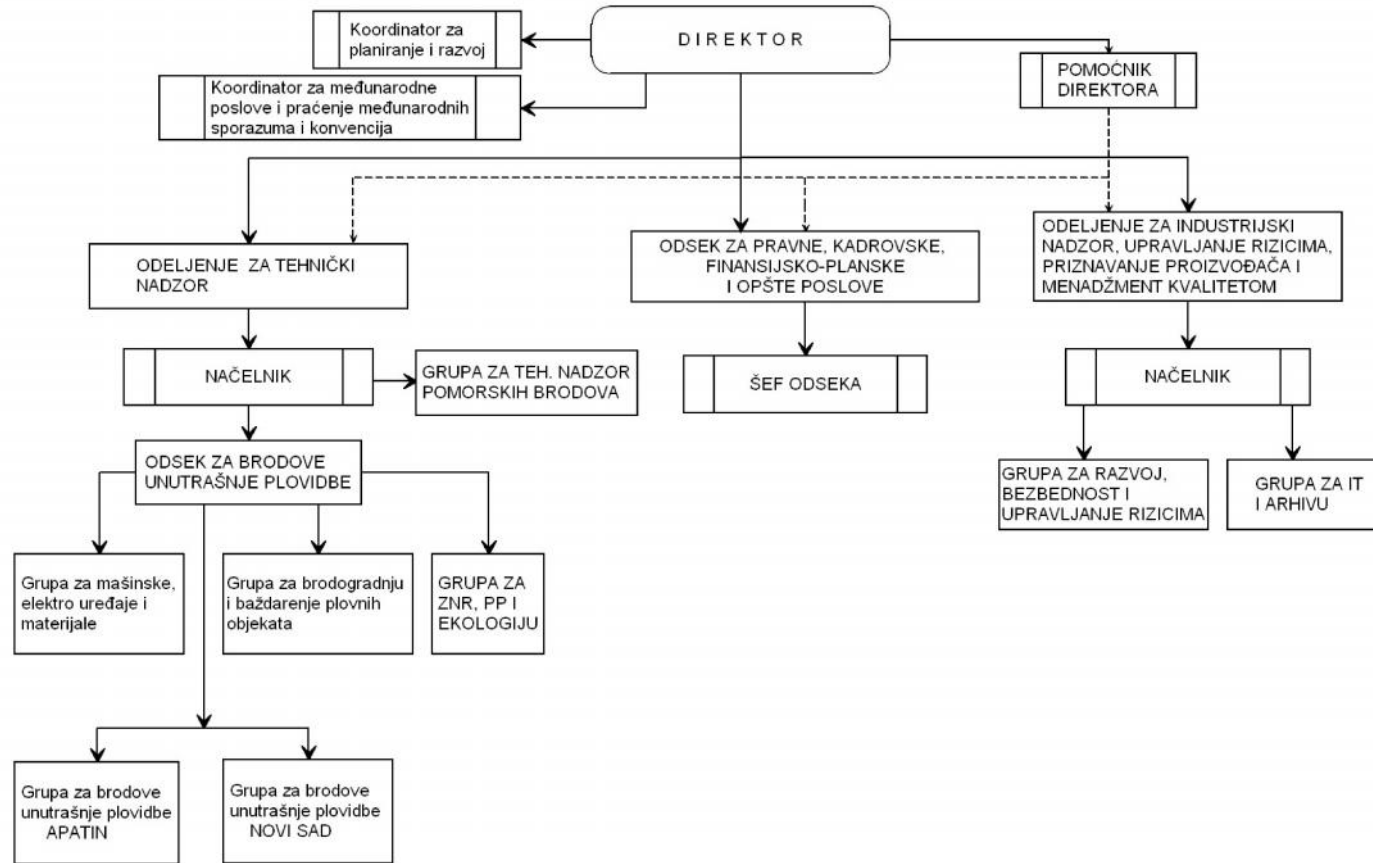 Koordinator za
planiranje i razvoj
D I R E K T O R
POMOĆNIK
DIREKTORA
Koordinator za međunarodne
poslove i praćenje međunarodnih
sporazuma i konvencija
ODELJENJE ZA TEHNIČKI
NADZOR
ODSEK ZA PRAVNE, KADROVSKE,
FINANSIJSKO-PLANSKE
I OPŠTE POSLOVE
ODELJENJE ZA INDUSTRIJSKI
NADZOR, UPRAVLJANJE RIZICIMA,
PRIZNAVANJE PROIZVOĐAČA I
MENADŽMENT KVALITETOM
NAČELNIK
GRUPA ZA TEH. NADZOR
POMORSKIH BRODOVA
ŠEF ODSEKA
NAČELNIK
ODSEK ZA BRODOVE
UNUTRAŠNJE PLOVIDBE
GRUPA ZA RAZVOJ,
BEZBEDNOST I
UPRAVLJANJE RIZICIMA
GRUPA ZA IT
I ARHIVU
Grupa za mašinske,
elektro uređaje i
materijale
Grupa za brodogradnju
i baždarenje plovnih
objekata
GRUPA ZA
ZNR, PP I
EKOLOGIJU
Grupa za brodove
unutrašnje plovidbe
APATIN
Grupa za brodove
unutrašnje plovidbe
NOVI SAD